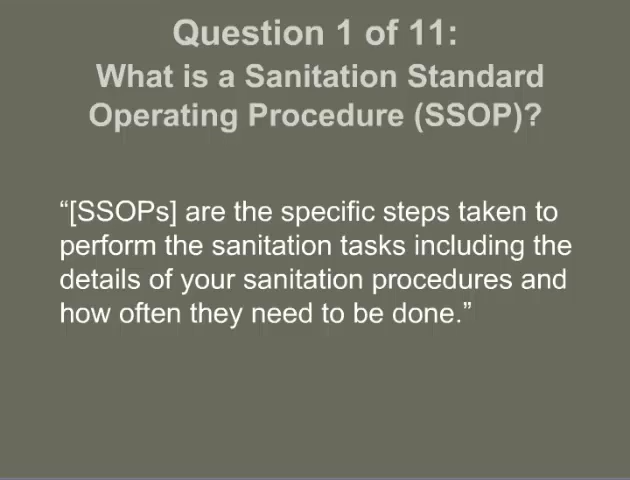 Question 1 of 11:
What is a Sanitation Standard
Operating Procedure (SSOP)?
“[SSOPs] are the specific steps taken to
perform the sanitation tasks including the
details of your sanitation procedures and
how often they need to be done.”